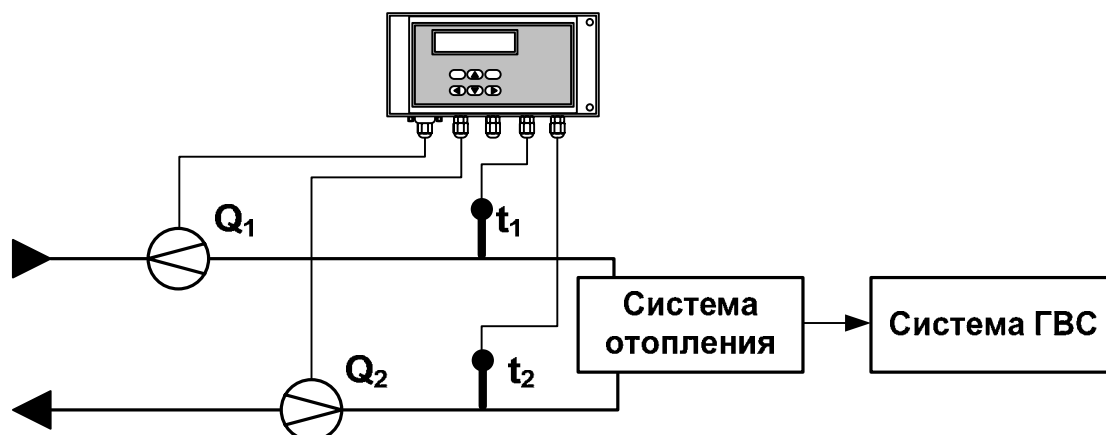 Q₁
t₁
Система
отопления
Система ГВС
Q₂
t₂